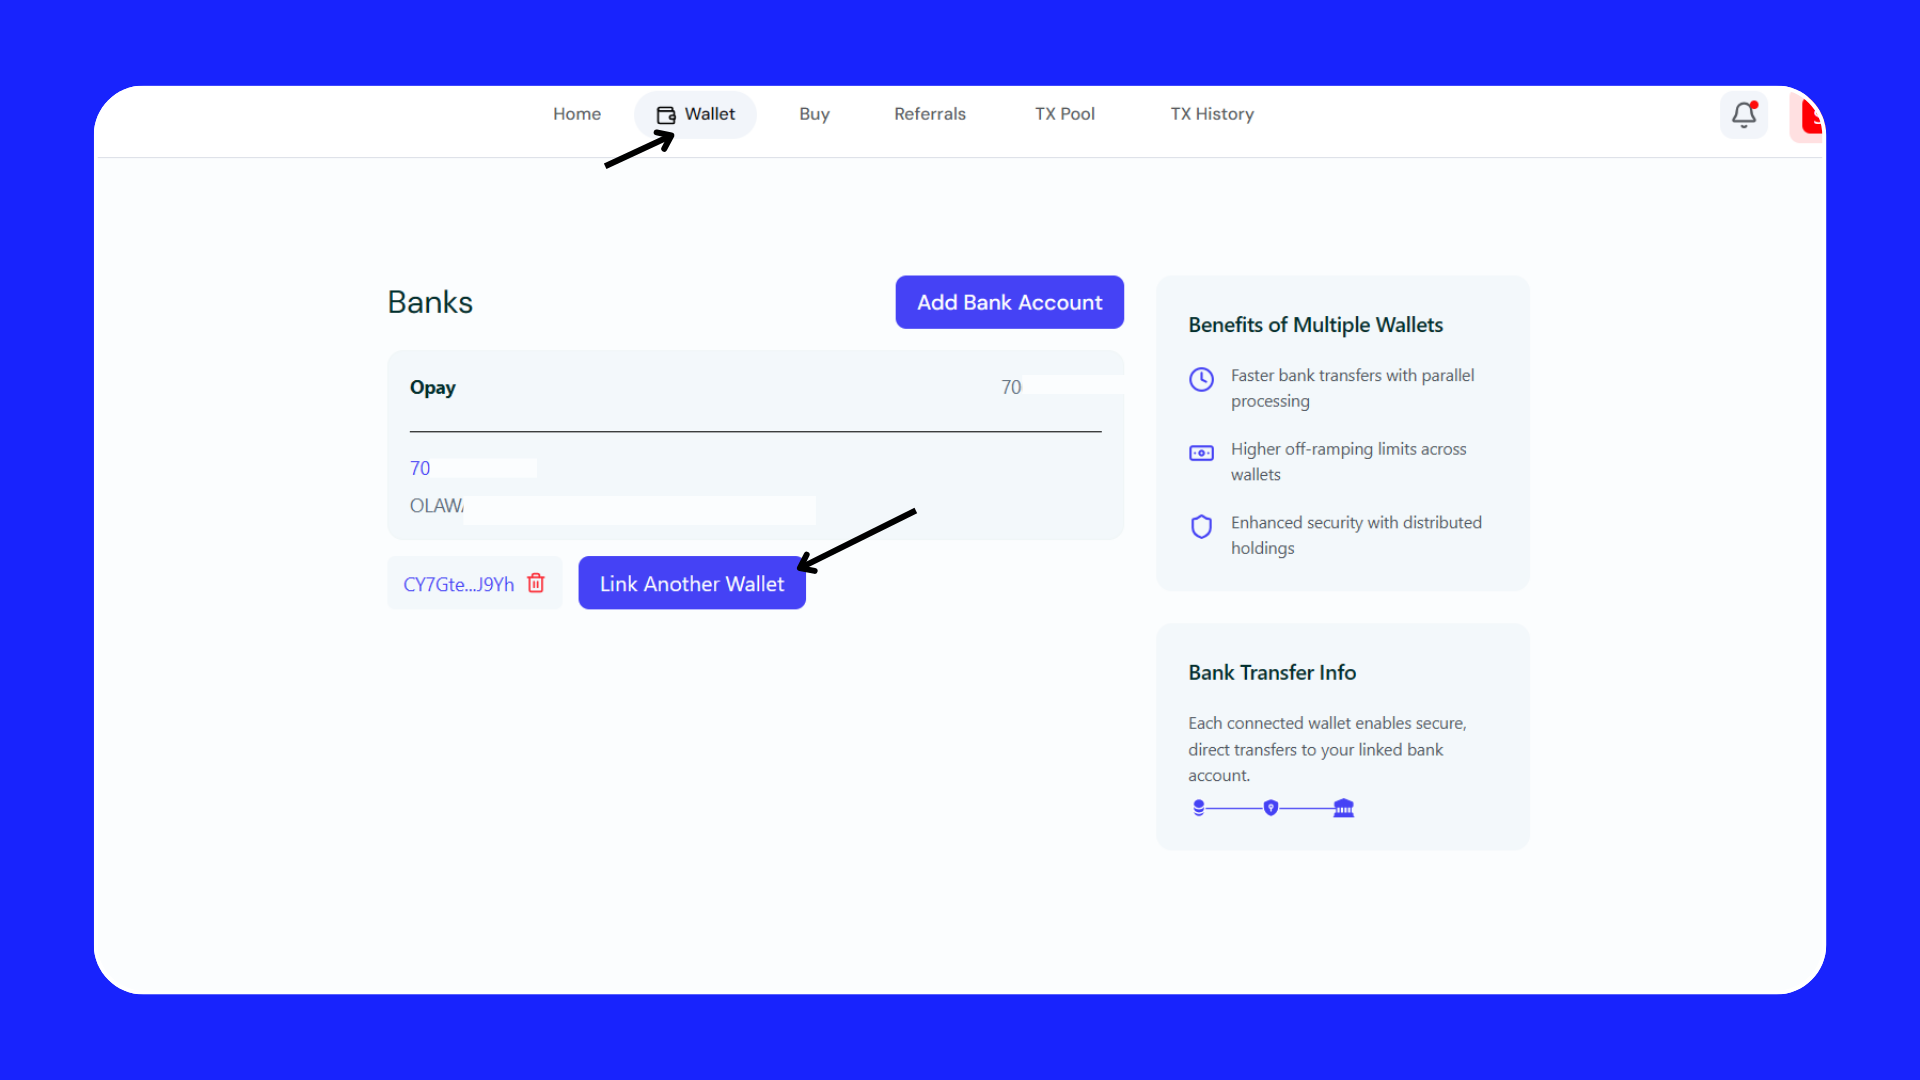 Home
Wallet
Buy
Referrals
TX Pool
TX History
Banks
Add Bank Account
Opay
70
70
OLAW
CY7Gte...J9Yh
Link Another Wallet
Benefits of Multiple Wallets
Faster bank transfers with parallel
processing
Higher off-ramping limits across
wallets
Enhanced security with distributed
holdings
Bank Transfer Info
Each connected wallet enables secure,
direct transfers to your linked bank
account.